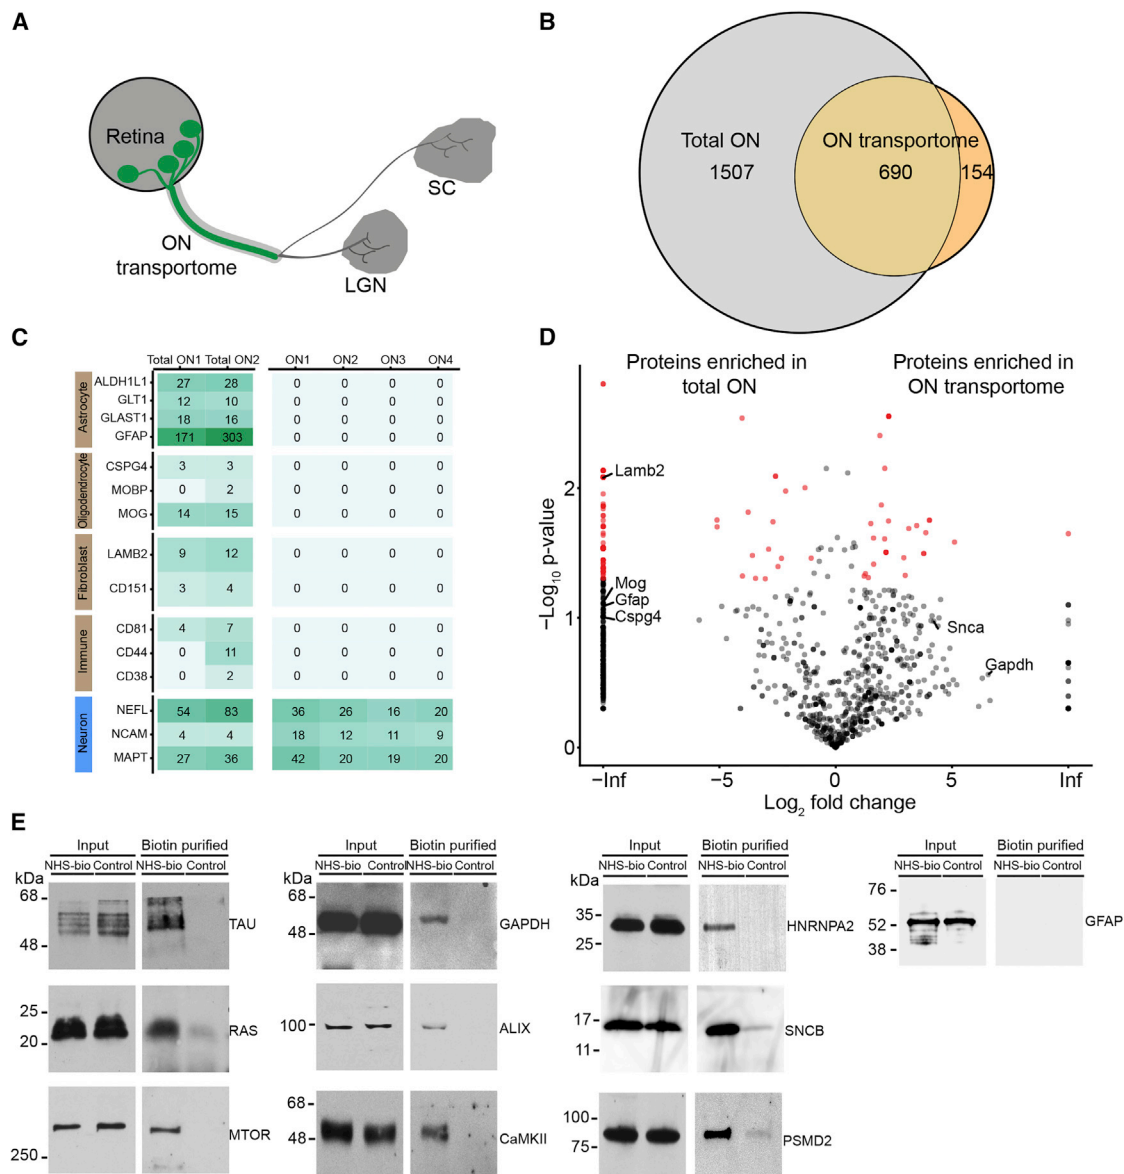 A
Retina
ON
transportome
SC
LGN
B
Total ON
1507
ON transportome
690
154
C
Total ON1 Total ON2 ON1 ON2 ON3 ON4
Astrocyte
ALDH1L1 27 28 0 0 0 0
GLT1 12 10 0 0 0 0
GLAST1 18 16 0 0 0 0
GFAP 171 303 0 0 0 0
Oligodendrocyte
CSPG4 3 3 0 0 0 0
MOBP 0 2 0 0 0 0
MOG 14 15 0 0 0 0
Fibroblast
LAMB2 9 12 0 0 0 0
CD151 3 4 0 0 0 0
Immune
CD81 4 7 0 0 0 0
CD44 0 11 0 0 0 0
CD38 0 2 0 0 0 0
Neuron
NEFL 54 83 36 26 16 20
NCAM 4 4 18 12 11 9
MAPT 27 36 42 20 19 20
D
Proteins enriched in
total ON
Proteins enriched in
ON transportome
−Log10 p-value
2
1
0
Lamb2
Mog
Gfap
Cspg4
Snca
Gapdh
−Inf −5 0 5 Inf
Log2 fold change
E
Input Biotin purified
NHS-bio Control NHS-bio Control
kDa
68
48
TAU
25
20
RAS
250
MTOR
Input Biotin purified
NHS-bio Control NHS-bio Control
kDa
68
48
GAPDH
100
ALIX
68
48
CaMKII
Input Biotin purified
NHS-bio Control NHS-bio Control
kDa
35
25
HNRNPA2
17
11
SNCB
100
75
PSMD2
Input Biotin purified
NHS-bio Control NHS-bio Control
76
52
38
GFAP